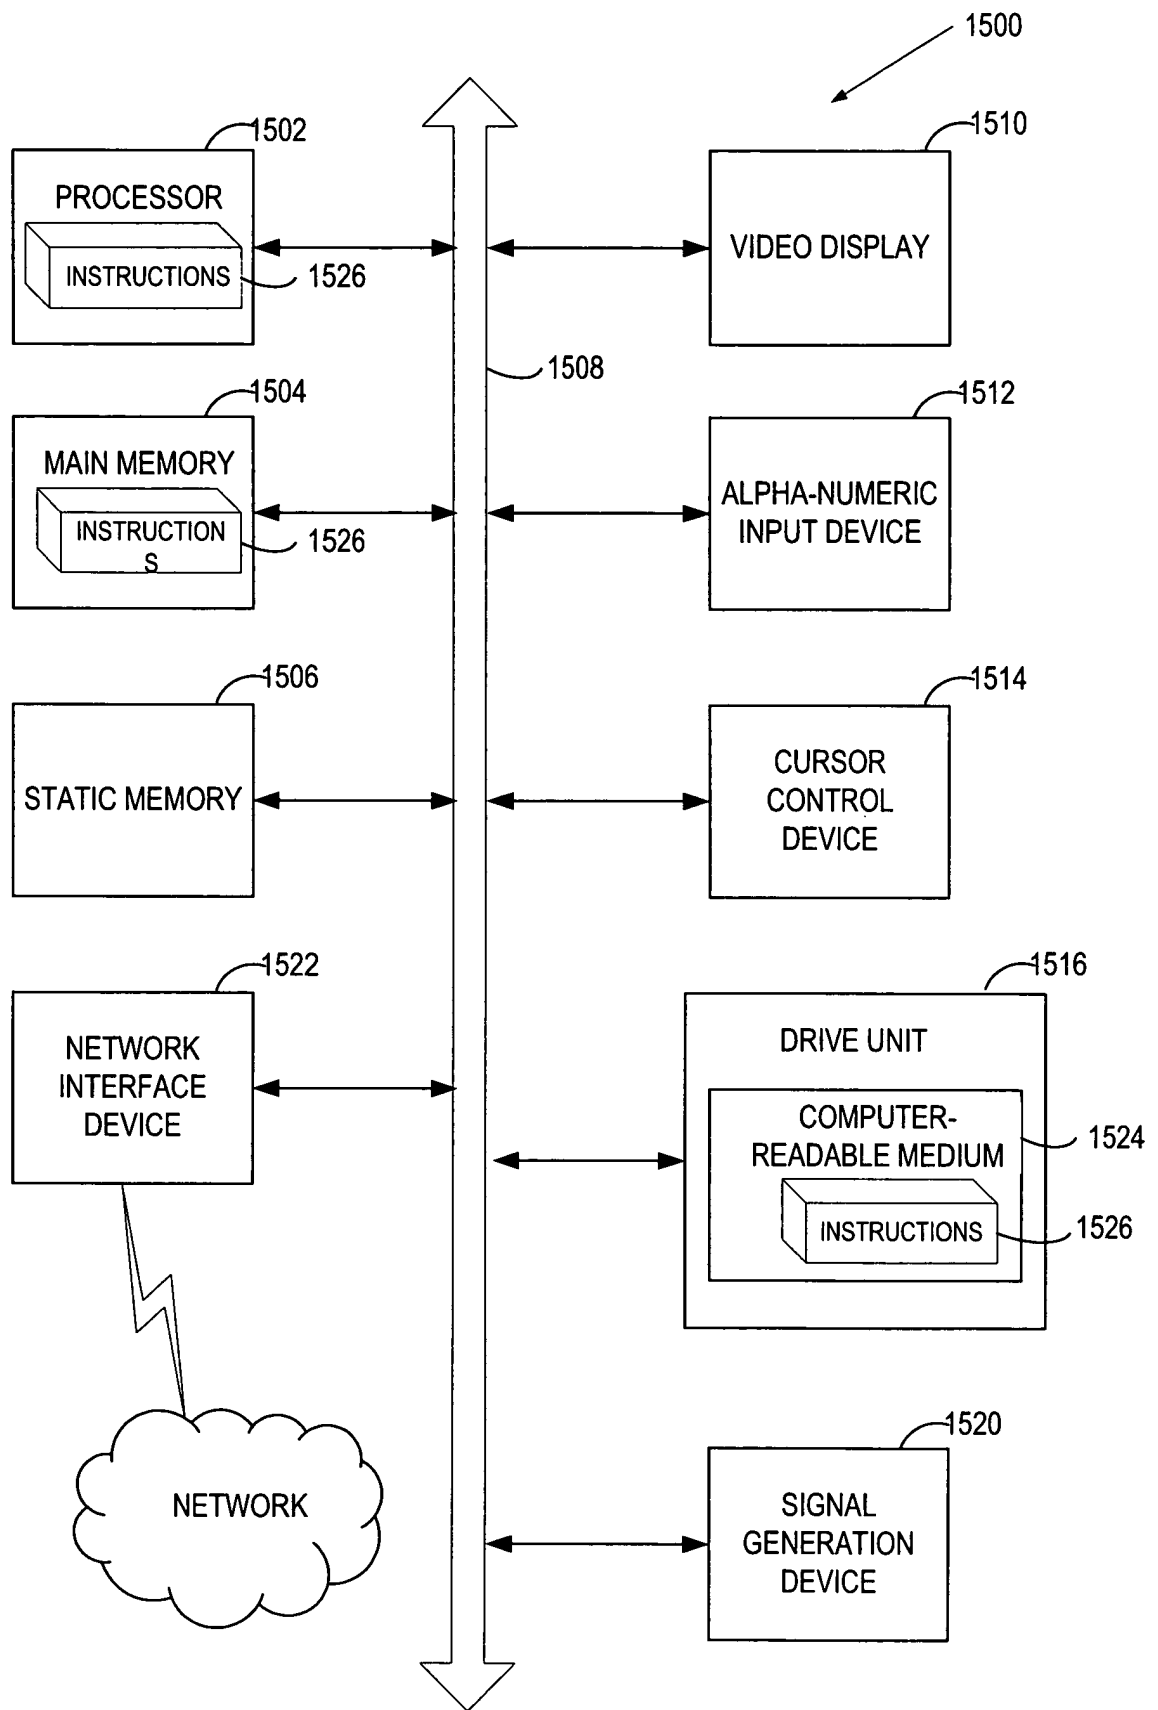 1500
1502
PROCESSOR
INSTRUCTIONS
1526
1510
VIDEO DISPLAY
1508
1504
MAIN MEMORY
INSTRUCTION
S
1526
1512
ALPHA-NUMERIC
INPUT DEVICE
1506
STATIC MEMORY
1514
CURSOR
CONTROL
DEVICE
1522
NETWORK
INTERFACE
DEVICE
1516
DRIVE UNIT
COMPUTER-
READABLE MEDIUM
1524
INSTRUCTIONS
1526
NETWORK
1520
SIGNAL
GENERATION
DEVICE